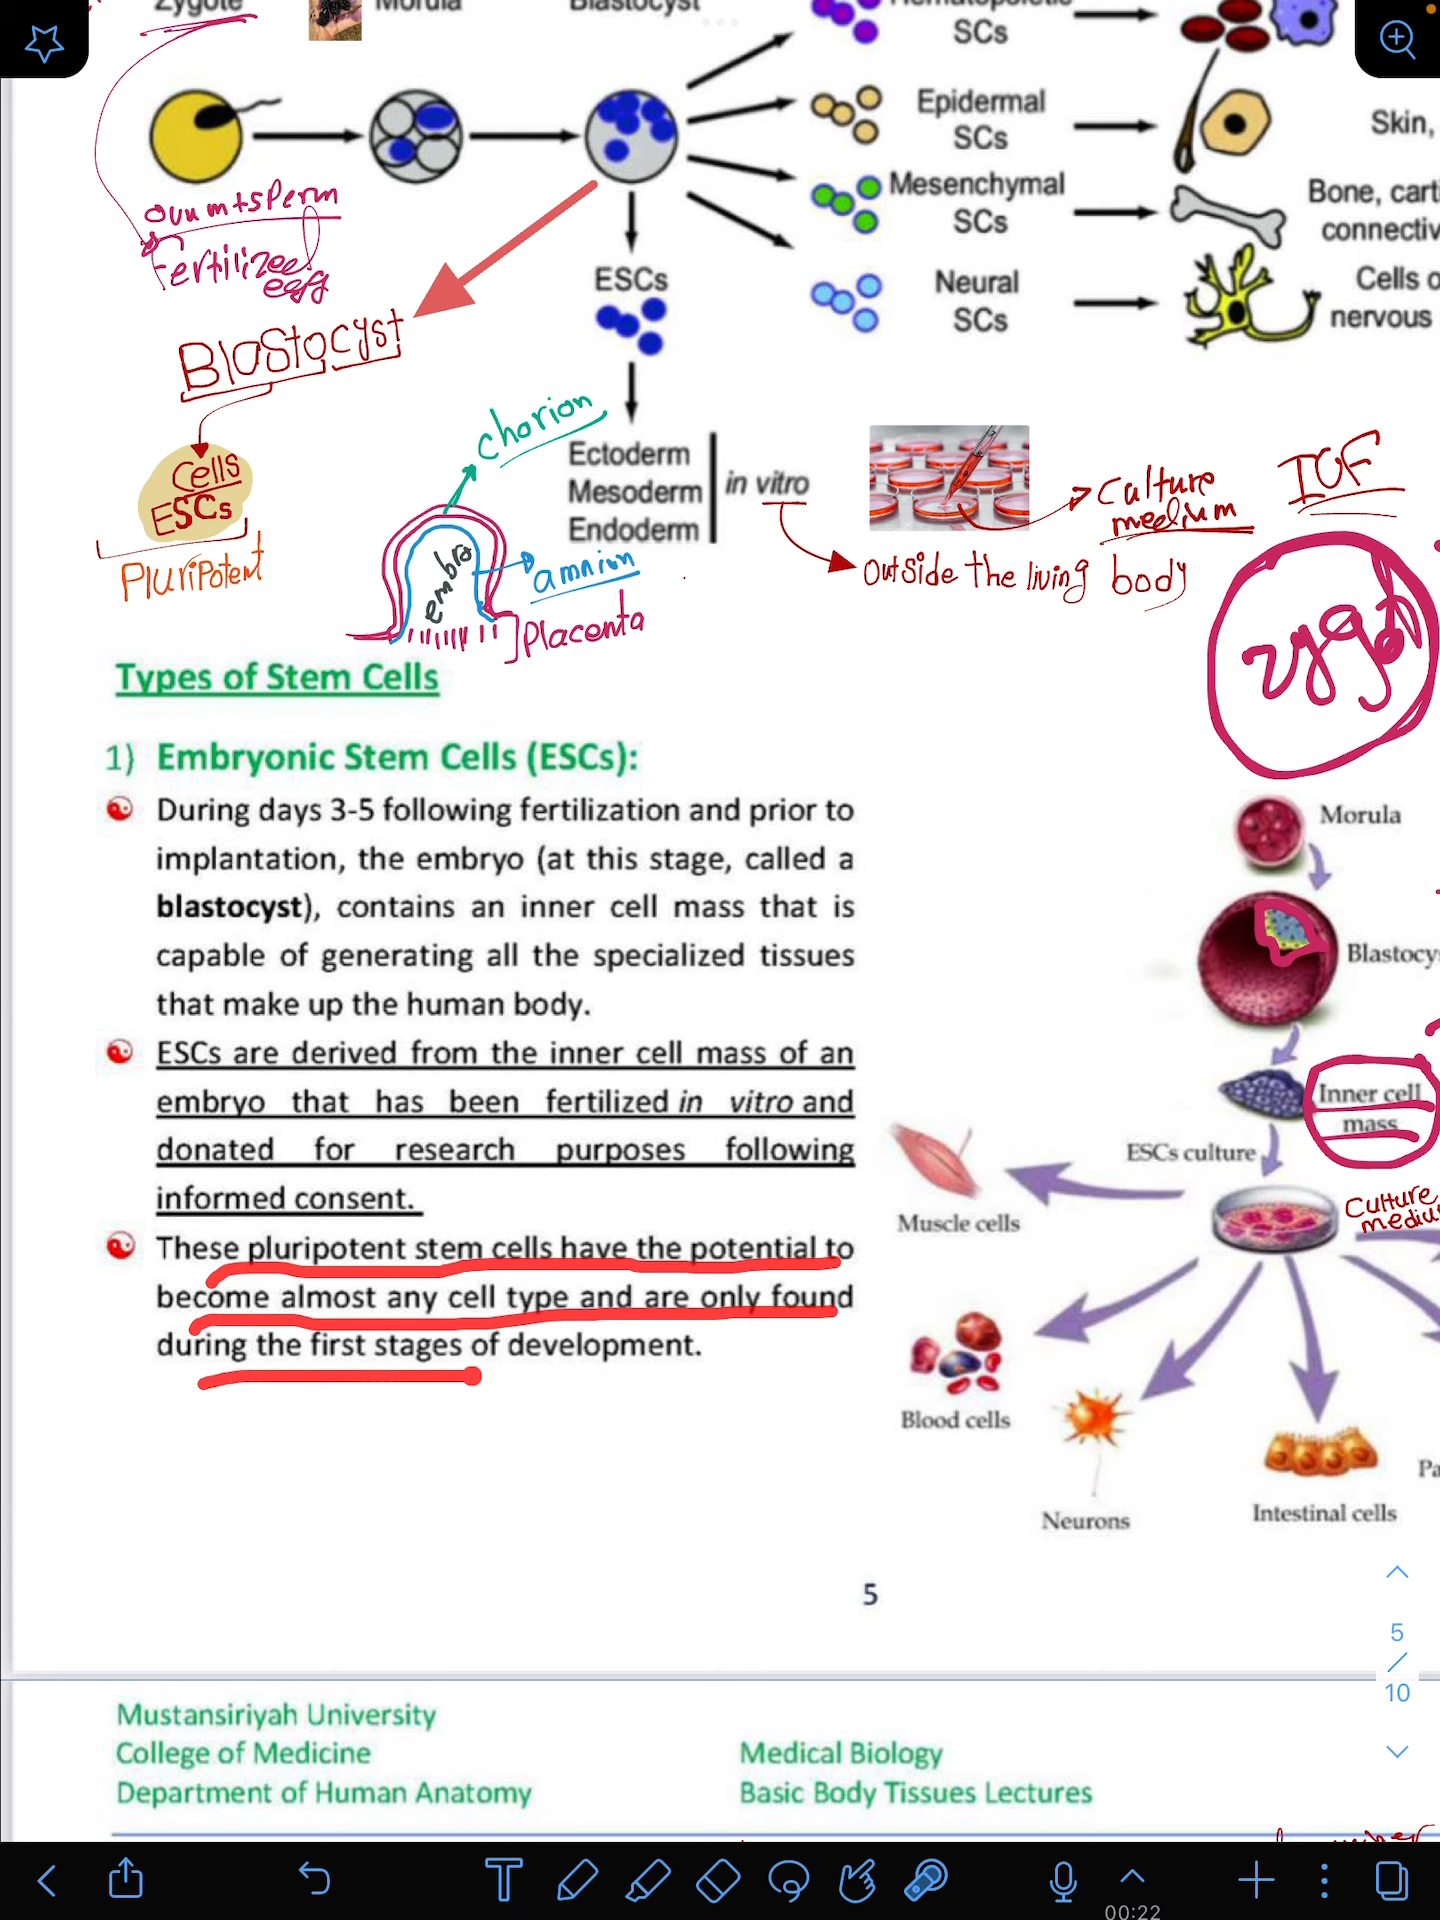 Zygote
Morula
Blastocyst
Hematopoietic
SCs
Epidermal
SCs
Skin,
Mesenchymal
SCs
Bone, carti
connectiv
Neural
SCs
Cells o
nervous
ovum+sperm
Fertilized
egg
ESCs
Blastocyst
Cells
ESCs
Pluripotent
chorion
embryo
amnion
Placenta
Ectoderm
Mesoderm
Endoderm
in vitro
Culture
medium
outside the living body
Types of Stem Cells
1) Embryonic Stem Cells (ESCs):
During days 3-5 following fertilization and prior to
implantation, the embryo (at this stage, called a
blastocyst), contains an inner cell mass that is
capable of generating all the specialized tissues
that make up the human body.
ESCs are derived from the inner cell mass of an
embryo that has been fertilized in vitro and
donated for research purposes following
informed consent.
These pluripotent stem cells have the potential to
become almost any cell type and are only found
during the first stages of development.
Morula
Blastocy
Inner cell
mass
ESCs culture
Culture
mediu
Muscle cells
Blood cells
Neurons
Intestinal cells
Pa
5
5
/
10
Mustansiriyah University
College of Medicine
Department of Human Anatomy
Medical Biology
Basic Body Tissues Lectures
00:22